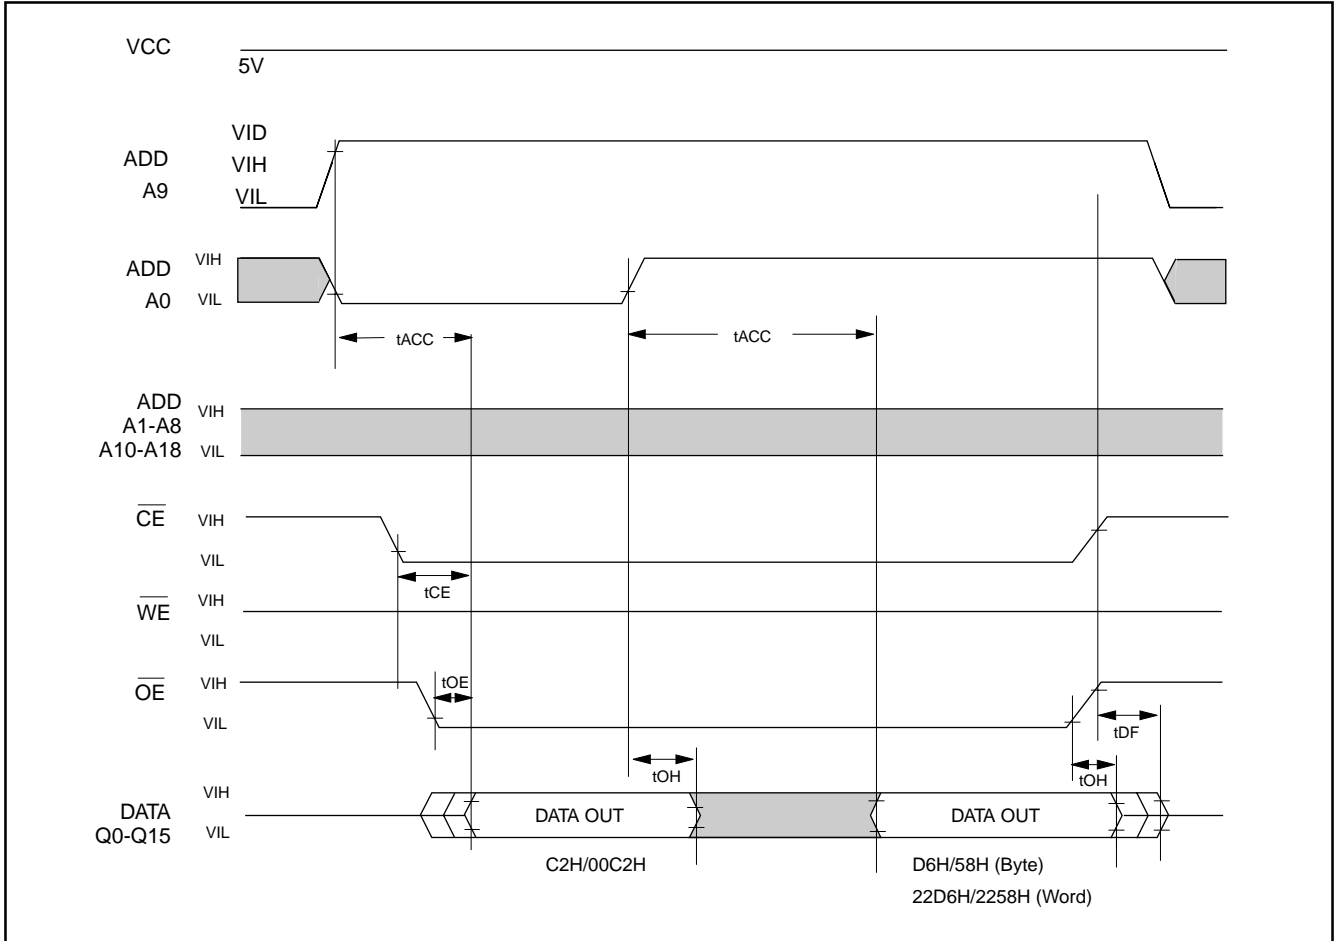 VCC
5V
VID
ADD
VIH
A9
VIL
VIH
ADD
A0
VIL
tACC
tACC
ADD
VIH
A1-A8
A10-A18
VIL
CE
VIH
VIL
tCE
VIH
WE
VIL
tOE
VIH
OE
VIL
tDF
tOH
tOH
VIH
DATA
DATA OUT
DATA OUT
VIL
Q0-Q15
C2H/00C2H
D6H/58H (Byte)
22D6H/2258H (Word)